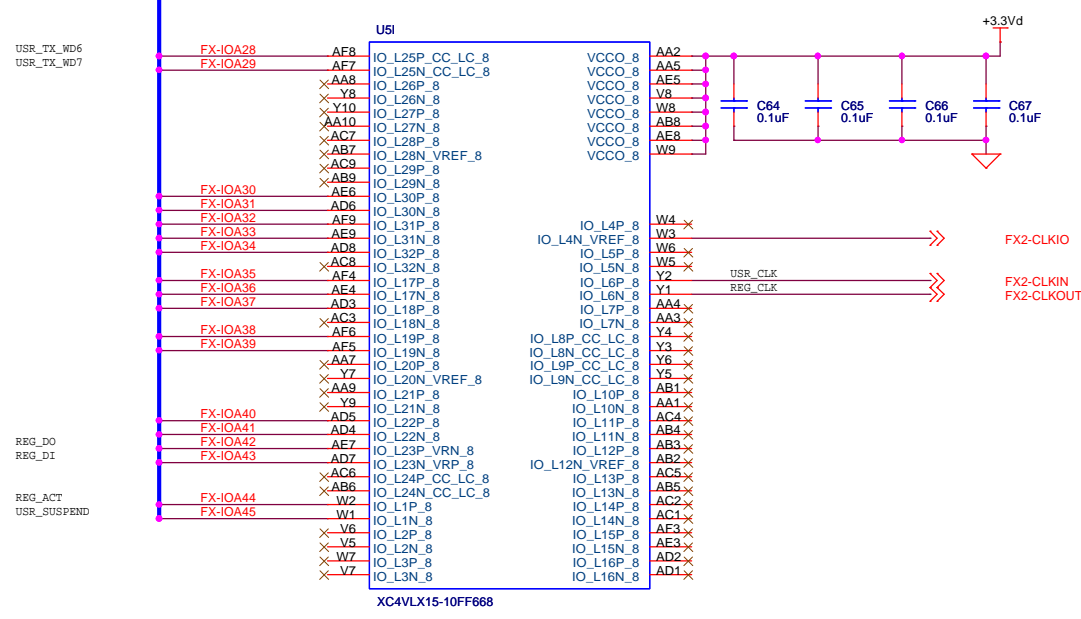 +3.3Vd
U5I
USR_TX_WD6 FX-IOA28 AF8 IO_L25P_CC_LC_8 VCCO_8 AA2
USR_TX_WD7 FX-IOA29 AF7 IO_L25N_CC_LC_8 VCCO_8 AA5
AA8 IO_L26P_8 VCCO_8 AE5
Y8 IO_L26N_8 VCCO_8 V8
Y10 IO_L27P_8 VCCO_8 W8
AA10 IO_L27N_8 VCCO_8 AB8
AC7 IO_L28P_8 VCCO_8 AE8
AB7 IO_L28N_VREF_8 VCCO_8 W9
C64 C65 C66 C67
0.1uF 0.1uF 0.1uF 0.1uF
AC9 IO_L29P_8
AB9 IO_L29N_8
FX-IOA30 AE6 IO_L30P_8
FX-IOA31 AD6 IO_L30N_8
FX-IOA32 AF9 IO_L31P_8 IO_L4P_8 W4
FX-IOA33 AE9 IO_L31N_8 IO_L4N_VREF_8 W3 FX2-CLKIO
FX-IOA34 AD8 IO_L32P_8 IO_L5P_8 W6
AC8 IO_L32N_8 IO_L5N_8 W5
FX-IOA35 AF4 IO_L17P_8 IO_L6P_8 Y2 USR_CLK FX2-CLKIN
FX-IOA36 AE4 IO_L17N_8 IO_L6N_8 Y1 REG_CLK FX2-CLKOUT
FX-IOA37 AD3 IO_L18P_8 IO_L7P_8 AA4
AC3 IO_L18N_8 IO_L7N_8 AA3
FX-IOA38 AF6 IO_L19P_8 IO_L8P_CC_LC_8 Y4
FX-IOA39 AF5 IO_L19N_8 IO_L8N_CC_LC_8 Y3
AA7 IO_L20P_8 IO_L9P_CC_LC_8 Y6
Y7 IO_L20N_VREF_8 IO_L9N_CC_LC_8 Y5
AA9 IO_L21P_8 IO_L10P_8 AB1
Y9 IO_L21N_8 IO_L10N_8 AA1
FX-IOA40 AD5 IO_L22P_8 IO_L11P_8 AC4
FX-IOA41 AD4 IO_L22N_8 IO_L11N_8 AB4
REG_DO FX-IOA42 AE7 IO_L23P_VRN_8 IO_L12P_8 AB3
REG_DI FX-IOA43 AD7 IO_L23N_VRP_8 IO_L12N_VREF_8 AB2
AC6 IO_L24P_CC_LC_8 IO_L13P_8 AC5
AB6 IO_L24N_CC_LC_8 IO_L13N_8 AB5
REG_ACT FX-IOA44 W2 IO_L1P_8 IO_L14P_8 AC2
USR_SUSPEND FX-IOA45 W1 IO_L1N_8 IO_L14N_8 AC1
V6 IO_L2P_8 IO_L15P_8 AF3
V5 IO_L2N_8 IO_L15N_8 AE3
W7 IO_L3P_8 IO_L16P_8 AD2
V7 IO_L3N_8 IO_L16N_8 AD1
XC4VLX15-10FF668